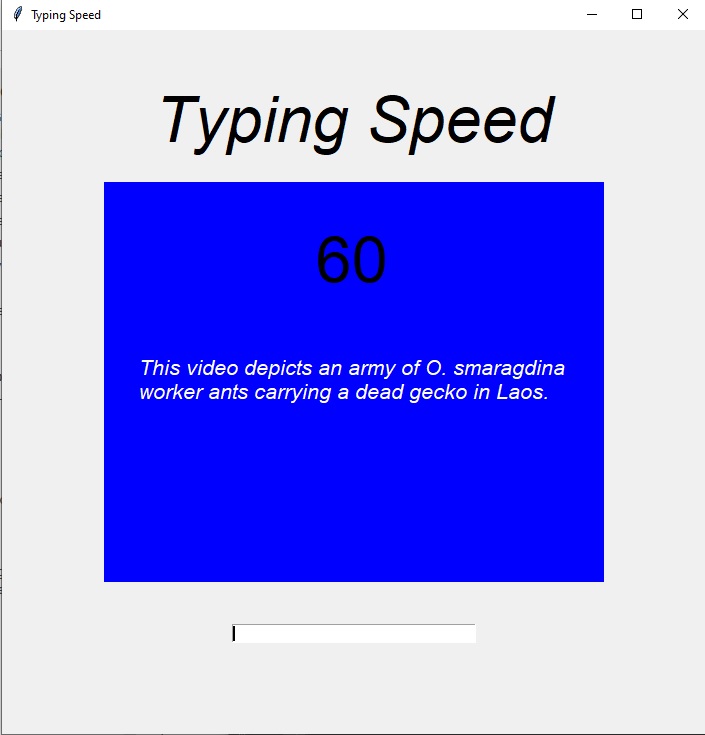 Typing Speed
Typing Speed
60
This video depicts an army of O. smaragdina
worker ants carrying a dead gecko in Laos.